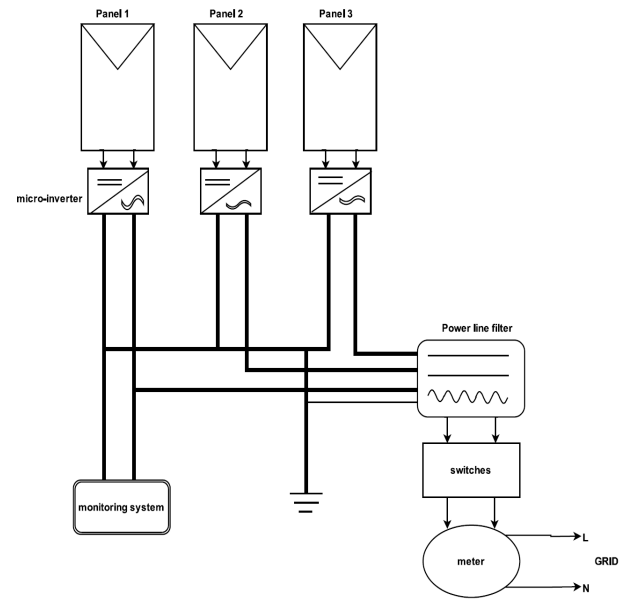 Panel 1
Panel 2
Panel 3
micro-inverter
Power line filter
switches
monitoring system
meter
L
GRID
N